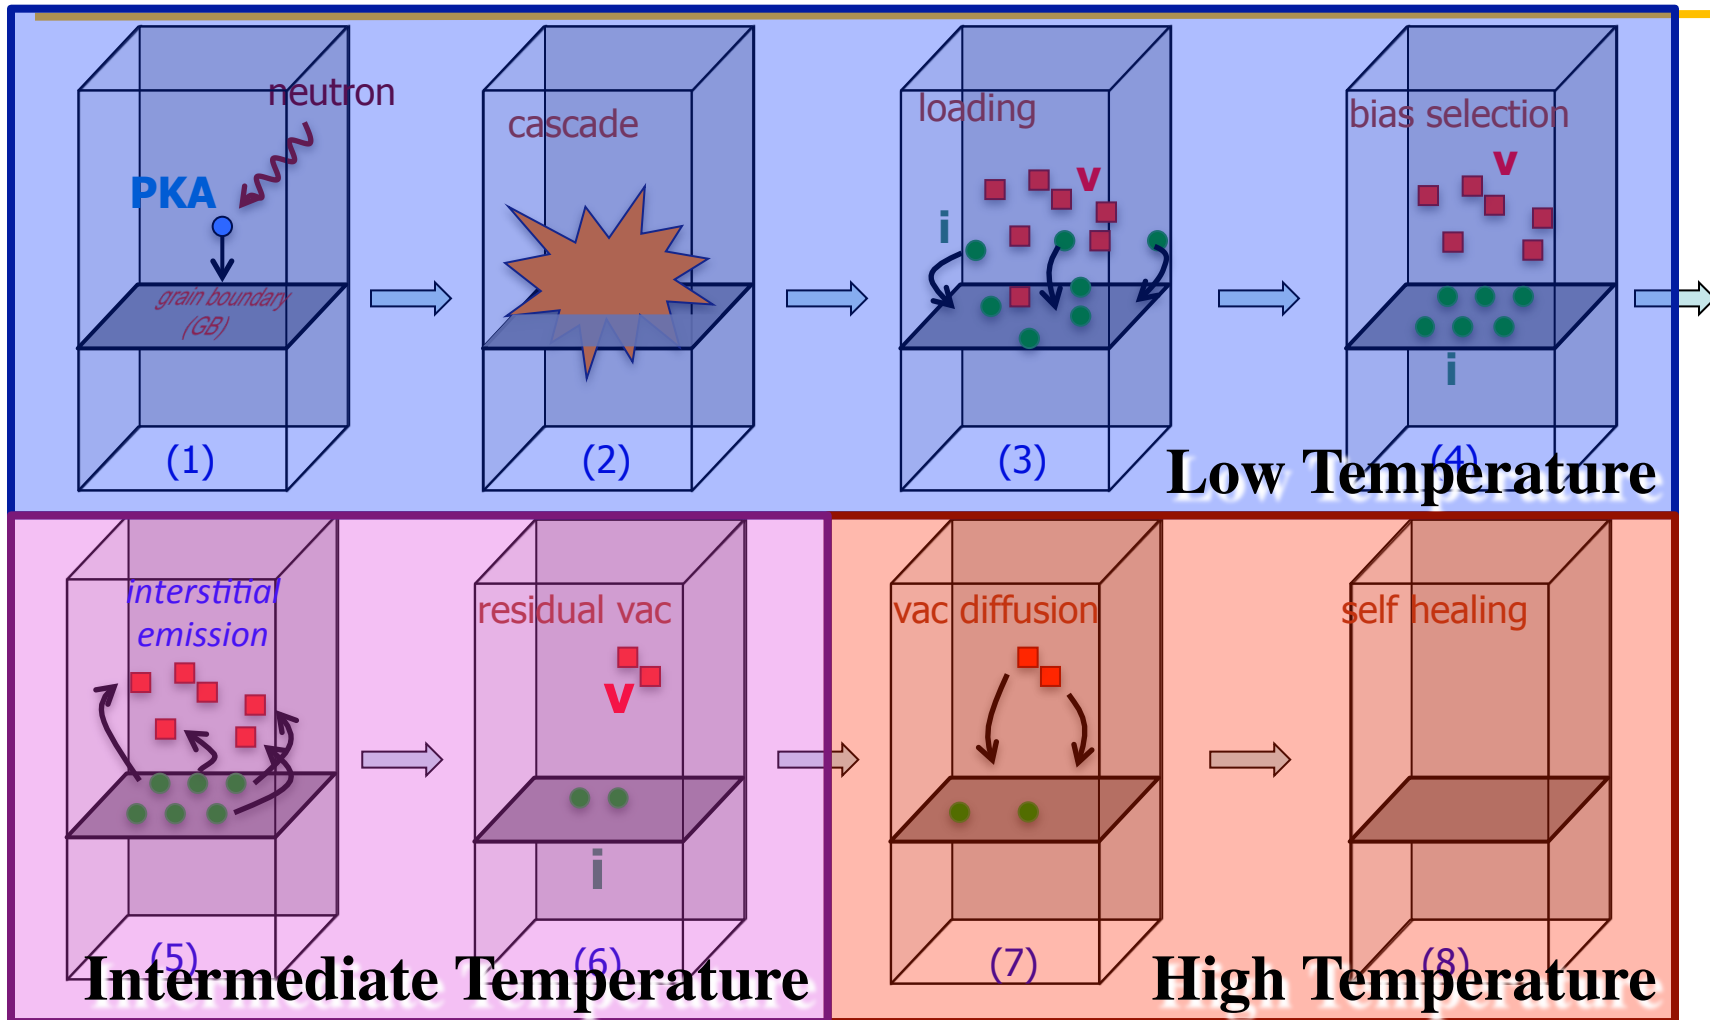 neutron
PKA
grain boundary
(GB)
(1)
cascade
(2)
loading
v
i
(3)
bias selection
v
i
(4)
Low Temperature
interstitial
emission
(5)
residual vac
v
i
(6)
Intermediate Temperature
vac diffusion
(7)
self healing
(8)
High Temperature